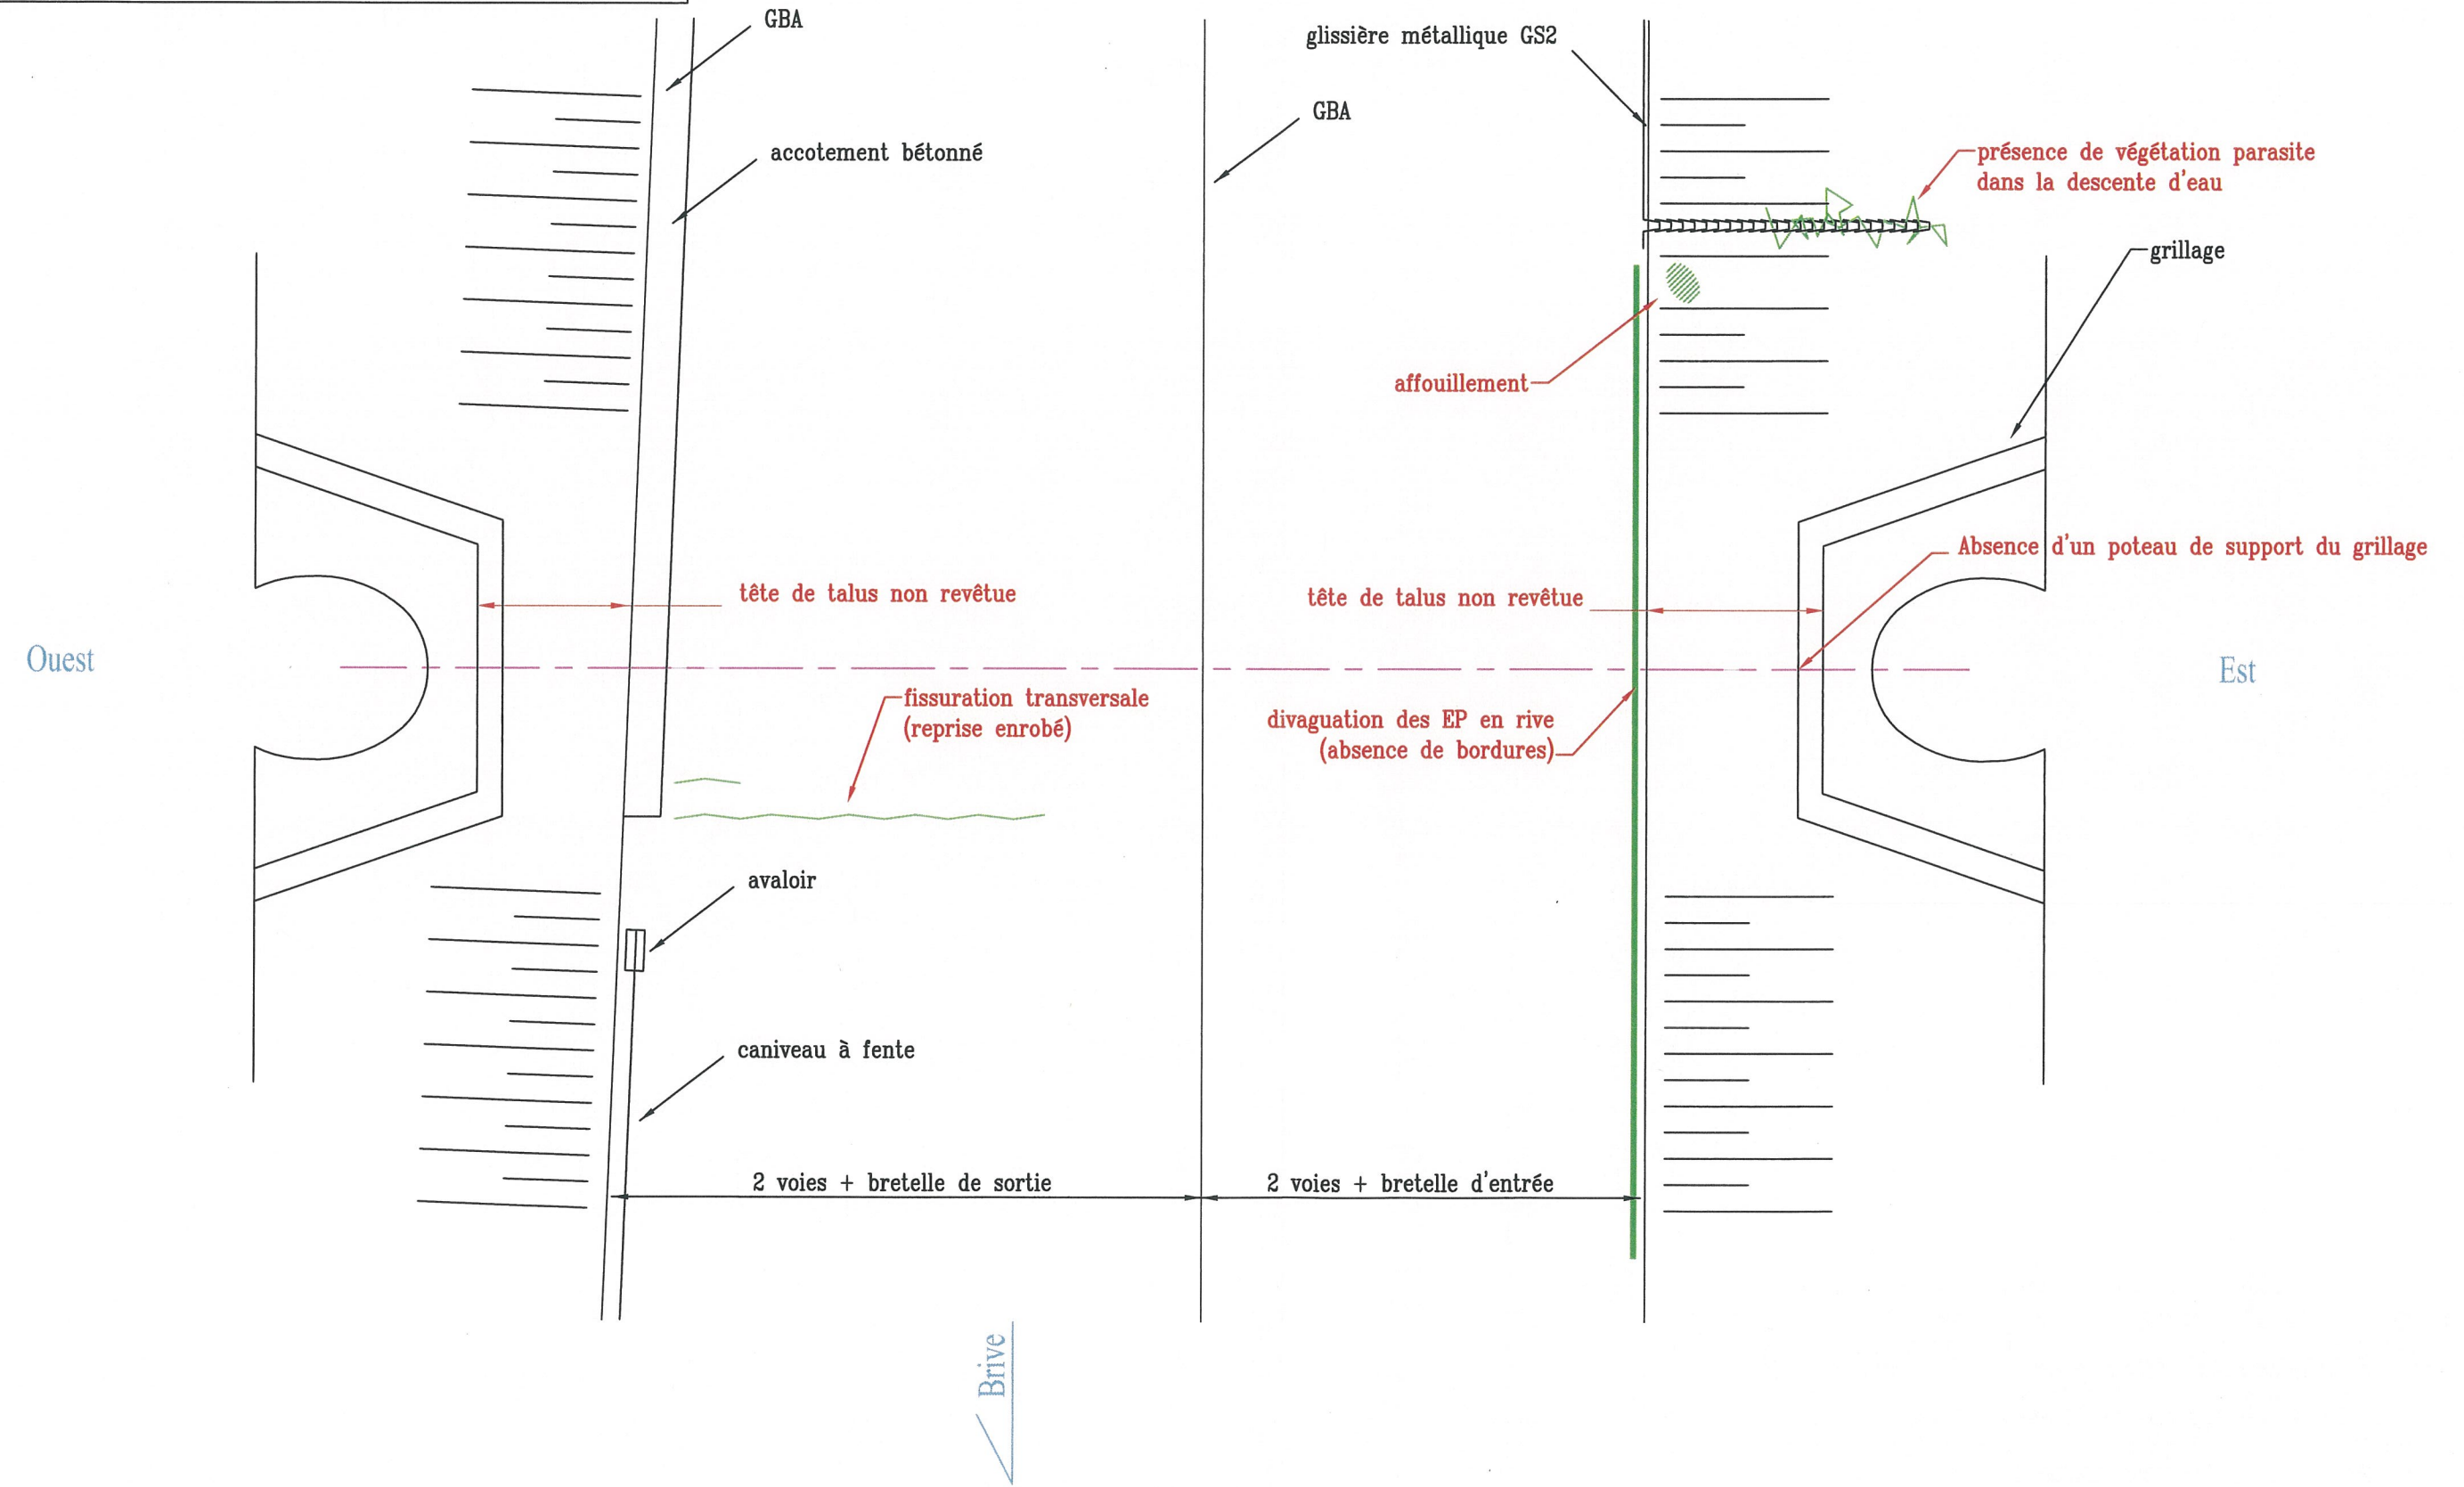 GBA
glissière métallique GS2
GBA
accotement bétonné
présence de végétation parasite
dans la descente d'eau
grillage
affouillement
Absence d'un poteau de support du grillage
tête de talus non revêtue
tête de talus non revêtue
Ouest
Est
fissuration transversale
(reprise enrobé)
divaguation des EP en rive
(absence de bordures)
avaloir
caniveau à fente
2 voies + bretelle de sortie
2 voies + bretelle d'entrée
Brive